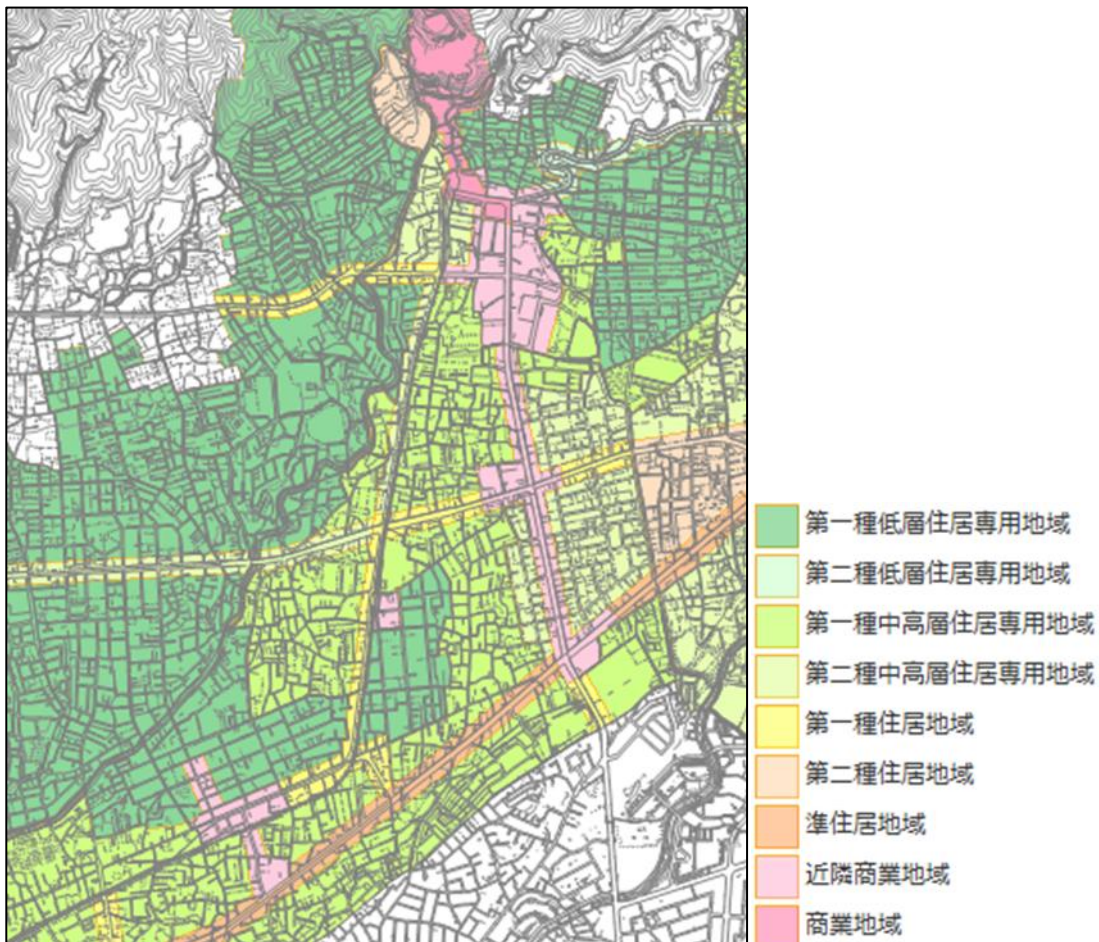 第一種低層住居専用地域
第二種低層住居専用地域
第一種中高層住居専用地域
第二種中高層住居専用地域
第一種住居地域
第二種住居地域
準住居地域
近隣商業地域
商業地域